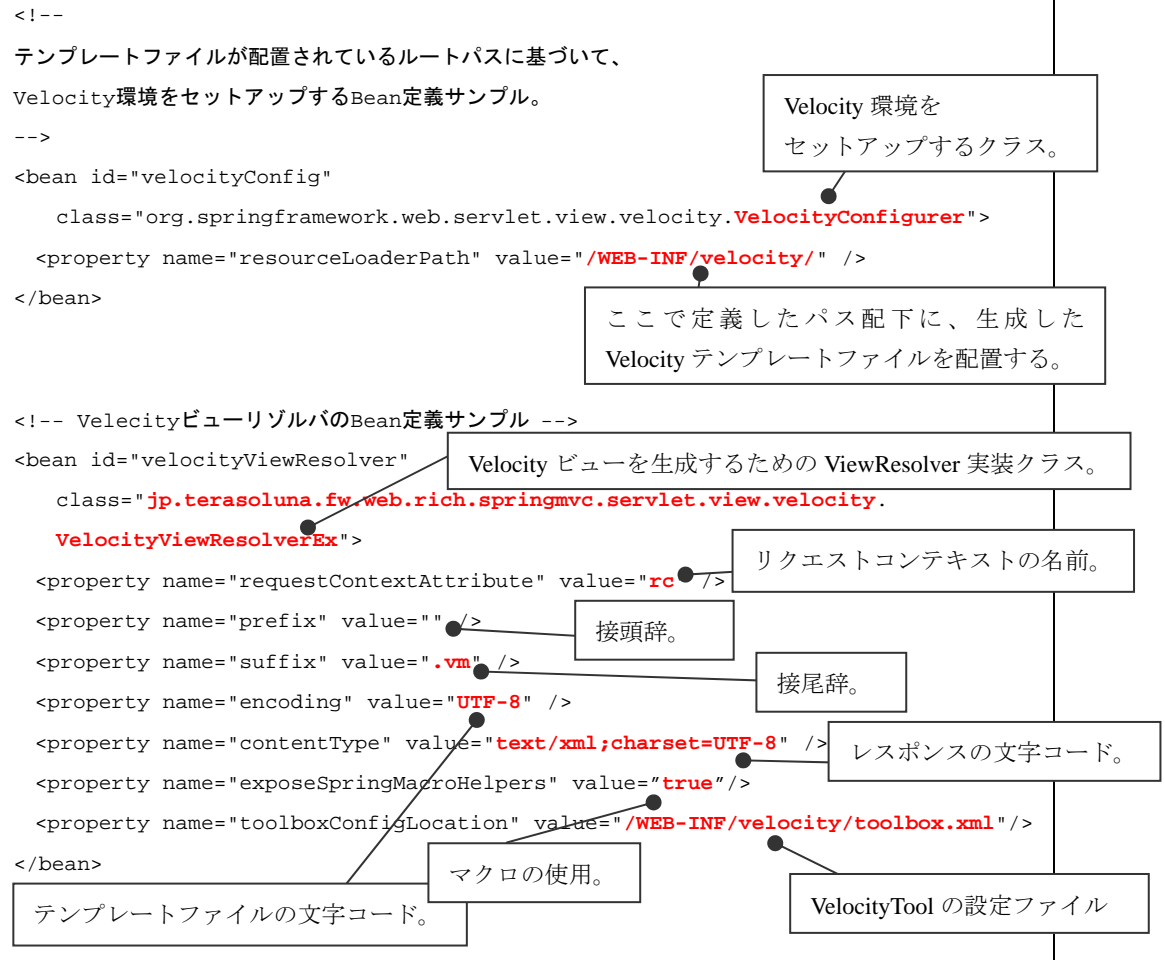 <!--
テンプレートファイルが配置されているルートパスに基づいて、
Velocity環境をセットアップするBean定義サンプル。
-->
Velocity 環境を
セットアップするクラス。
<bean id="velocityConfig"
class="org.springframework.web.servlet.view.velocity.VelocityConfigurer">
<property name="resourceLoaderPath" value="/WEB-INF/velocity/" />
</bean>
ここで定義したパス配下に、生成した
Velocity テンプレートファイルを配置する。
<!-- Velecityビューリゾルバの Bean定義サンプル -->
<bean id="velocityViewResolver"
Velocity ビューを生成するための ViewResolver 実装クラス。
class="jp.terasoluna.fw.web.rich.springmvc.servlet.view.velocity.
VelocityViewResolverEx">
リクエストコンテキストの名前。
<property name="requestContextAttribute" value="rc" />
<property name="prefix" value="" />
接頭辞。
<property name="suffix" value=".vm" />
接尾辞。
<property name="encoding" value="UTF-8" />
<property name="contentType" value="text/xml;charset=UTF-8" />
レスポンスの文字コード。
<property name="exposeSpringMacroHelpers" value=”true”/>
<property name="toolboxConfigLocation" value="/WEB-INF/velocity/toolbox.xml"/>
</bean>
マクロの使用。
テンプレートファイルの文字コード。
VelocityTool の設定ファイル